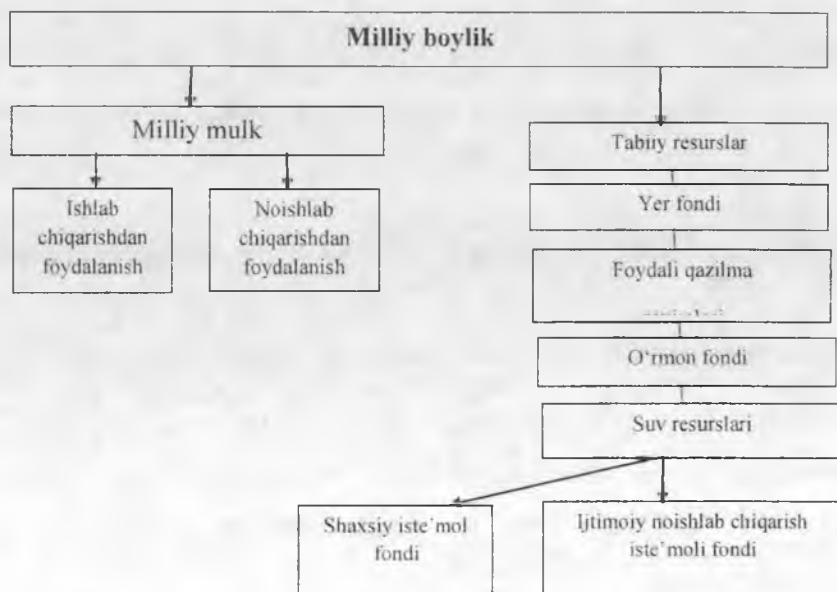 Milliy boylik
Milliy mulk
Tabiiy resurslar
Ishlab
chiqarishdan
foydalanish
Noishlab
chiqarishdan
foydalanish
Yer fondi
Foydali qazilma
O‘rmon fondi
Suv resurslari
Shaxsiy iste’mol
fondi
Ijtimoiy noishlab chiqarish
iste’moli fondi